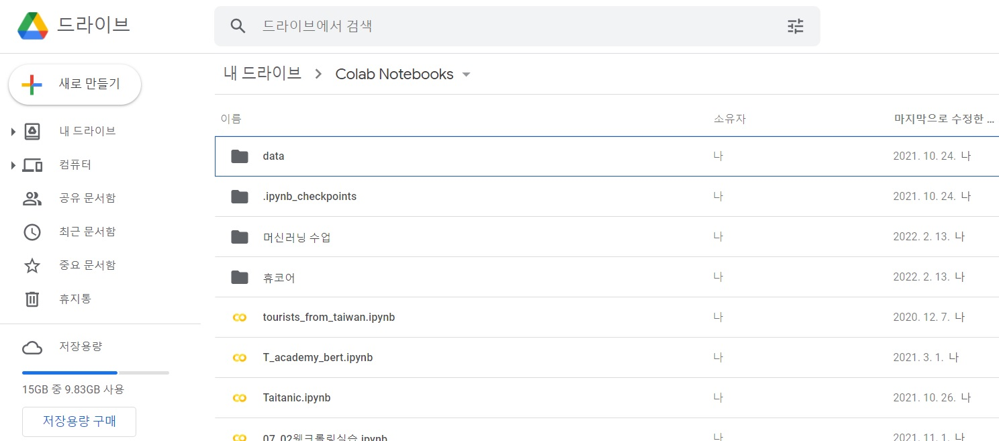 드라이브
드라이브에서 검색
새로 만들기
내 드라이브
컴퓨터
공유 문서함
최근 문서함
중요 문서함
휴지통
저장용량
15GB 중 9.83GB 사용
저장용량 구매
내 드라이브 > Colab Notebooks
이름 소유자 마지막으로 수정한 ...
data 나 2021. 10. 24. 나
.ipynb_checkpoints 나 2021. 10. 24. 나
머신러닝 수업 나 2022. 2. 13. 나
휴코어 나 2022. 2. 13. 나
tourists_from_taiwan.ipynb 나 2020. 12. 7. 나
T_academy_bert.ipynb 나 2021. 3. 1. 나
Taitanic.ipynb 나 2021. 10. 26. 나
07_02웹크롤링실습.ipynb 나 2021. 11. 1. 나